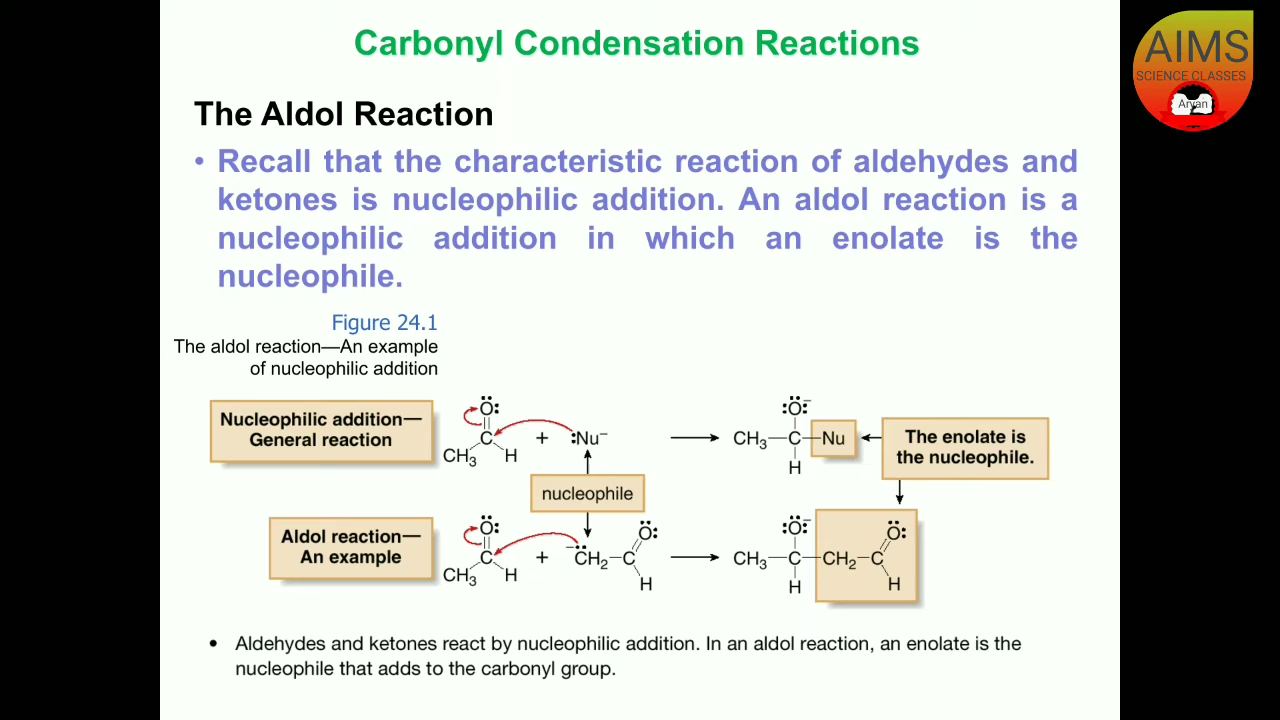 Carbonyl Condensation Reactions
AIMS
SCIENCE CLASSES
Aryan
The Aldol Reaction
• Recall that the characteristic reaction of aldehydes and
ketones is nucleophilic addition. An aldol reaction is a
nucleophilic addition in which an enolate is the
nucleophile.
Figure 24.1
The aldol reaction—An example
of nucleophilic addition
Nucleophilic addition—
General reaction
O
C
CH3 H
+ :Nu−
O−
CH3—C—Nu
H
The enolate is
the nucleophile.
nucleophile
Aldol reaction—
An example
O
C
CH3 H
+ −CH2—C
O
H
O−
CH3—C—CH2—C
H
O
H
• Aldehydes and ketones react by nucleophilic addition. In an aldol reaction, an enolate is the
nucleophile that adds to the carbonyl group.